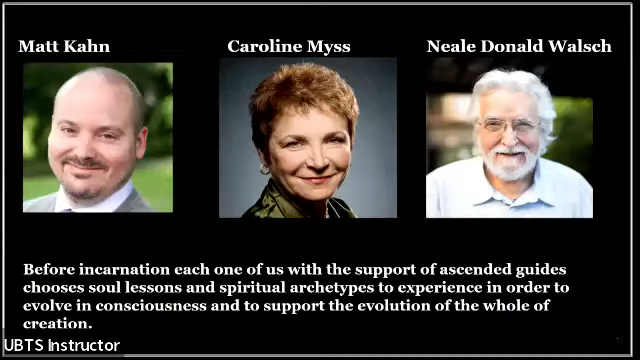 Matt Kahn
Caroline Myss
Neale Donald Walsch
Before incarnation each one of us with the support of ascended guides
chooses soul lessons and spiritual archetypes to experience in order to
evolve in consciousness and to support the evolution of the whole of
creation.
UBTS Instructor